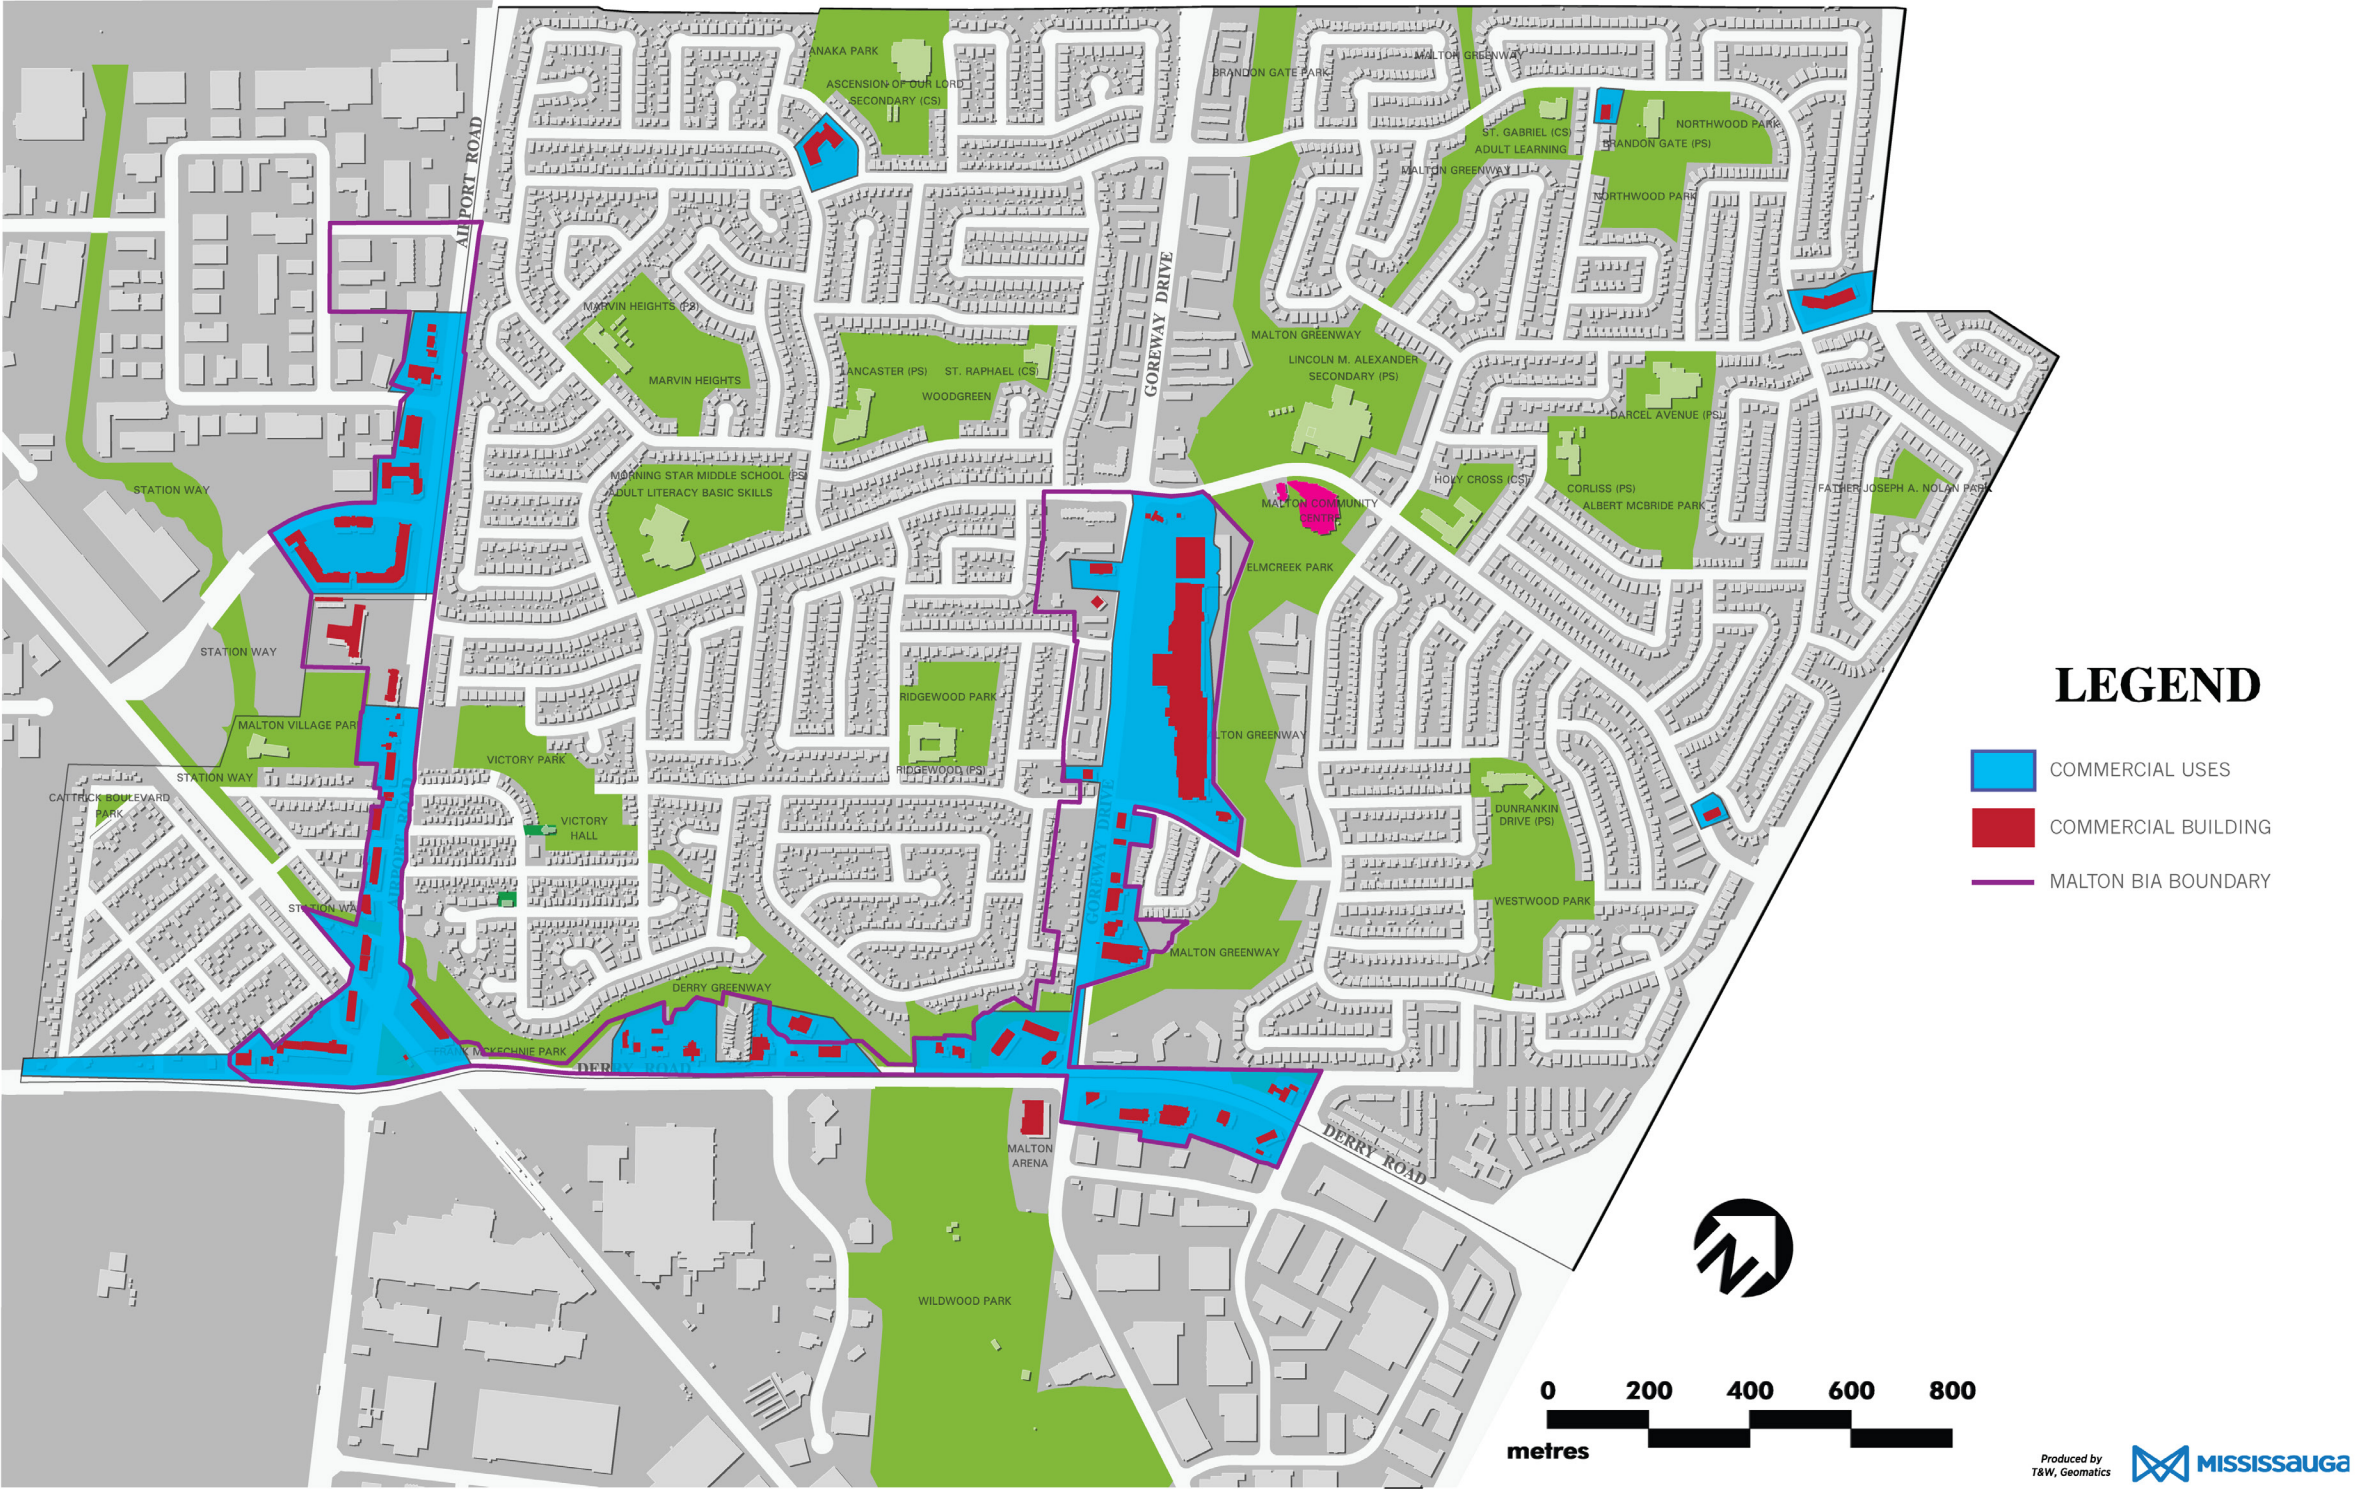 ANAKA PARK
ASCENSION OF OUR LORD
SECONDARY (CS)
BRANDON GATE PARK
MALTON GREENWAY
ST. GABRIEL (CS)
ADULT LEARNING
NORTHWOOD PARK
BRANDON GATE (PS)
MALTON GREENWAY
NORTHWOOD PARK
AIRPORT ROAD
GOREWAY DRIVE
MARVIN HEIGHTS (PS)
MARVIN HEIGHTS
LANCASTER (PS)
ST. RAPHAEL (CS)
WOODGREEN
MALTON GREENWAY
LINCOLN M. ALEXANDER
SECONDARY (PS)
DARCEL AVENUE (PS)
STATION WAY
MORNING STAR MIDDLE SCHOOL (PS)
ADULT LITERACY BASIC SKILLS
MALTON COMMUNITY
CENTRE
HOLY CROSS (CS)
CORLISS (PS)
ALBERT MCBRIDE PARK
FATHER JOSEPH A. NOLAN PARK
ELMCREEK PARK
STATION WAY
MALTON VILLAGE PARK
STATION WAY
RIDGEWOOD PARK
RIDGEWOOD (PS)
LTON GREENWAY
VICTORY PARK
VICTORY
HALL
CATTRICK BOULEVARD
PARK
AIRPORT ROAD
GOREWAY DRIVE
DUNRANKIN
DRIVE (PS)
WESTWOOD PARK
STATION WA
MALTON GREENWAY
DERRY GREENWAY
FRANK MCKECHNIE PARK
DERRY ROAD
MALTON
ARENA
DERRY ROAD
WILDWOOD PARK
LEGEND
COMMERCIAL USES
COMMERCIAL BUILDING
MALTON BIA BOUNDARY
N
0 200 400 600 800
metres
Produced by
T&W, Geomatics
MISSISSAUGA